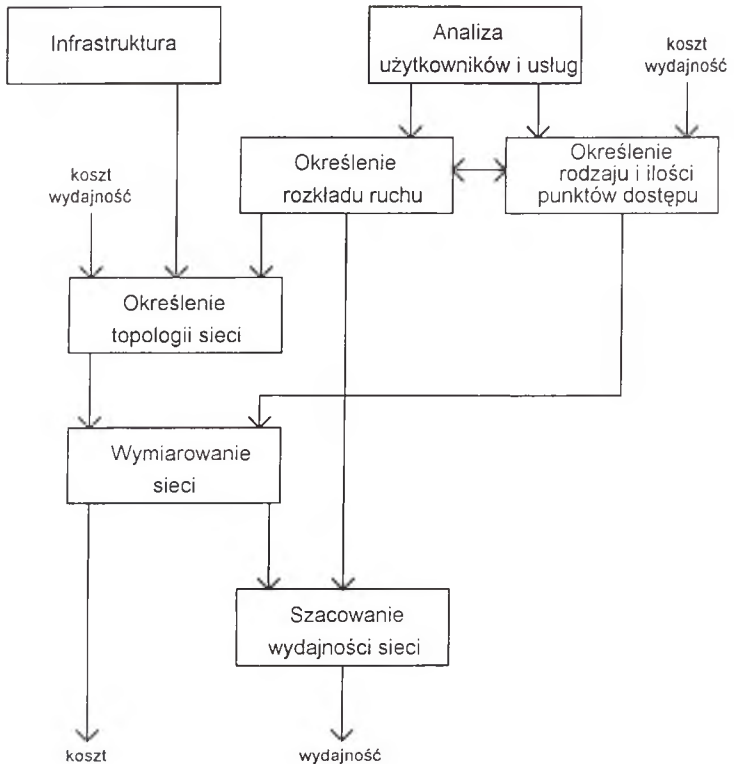 Infrastruktura
Analiza
użytkowników i usług
koszt
wydajność
koszt
wydajność
Określenie
rozkładu ruchu
Określenie
rodzaju i ilości
punktów dostępu
Określenie
topologii sieci
Wymiarowanie
sieci
Szacowanie
wydajności sieci
koszt
wydajność